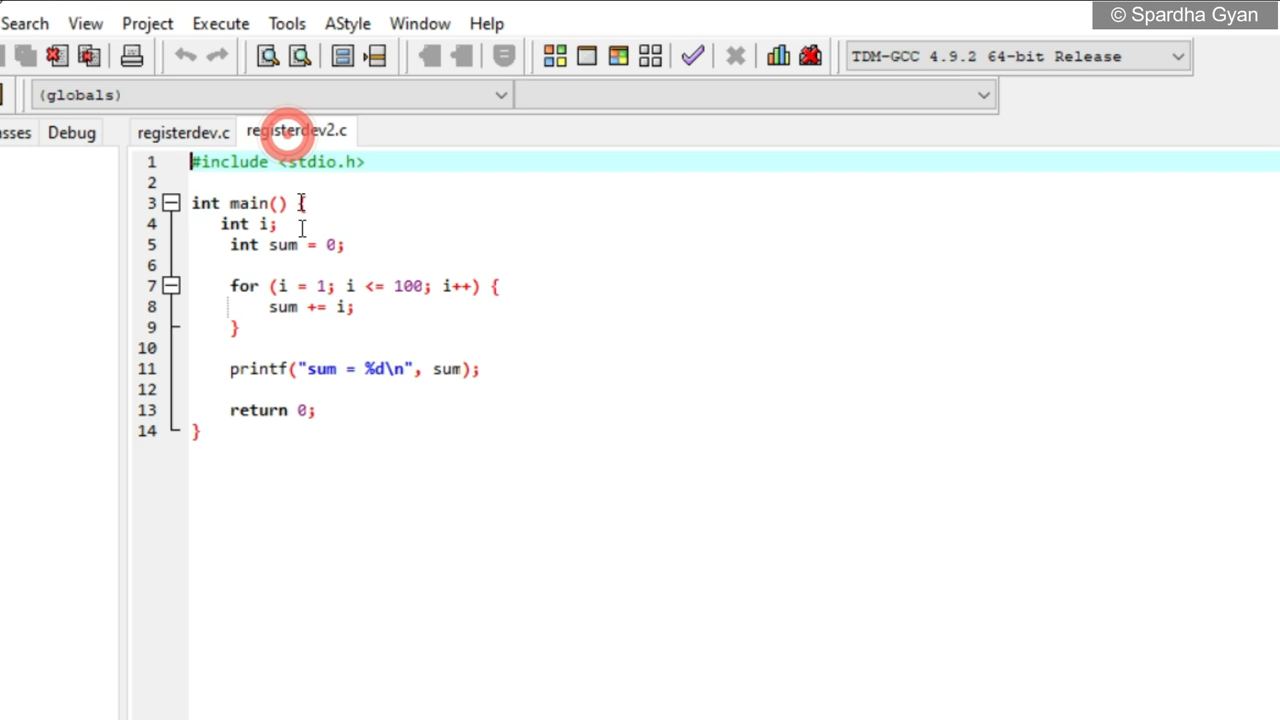 © Spardha Gyan
Search View Project Execute Tools AStyle Window Help
TDM-GCC 4.9.2 64-bit Release
(globals)
Debug registerdev.c registerdev2.c
1 #include <stdio.h>
2
3 int main() {
4 int i;
5 int sum = 0;
6
7 for (i = 1; i <= 100; i++) {
8 sum += i;
9 }
10
11 printf("sum = %d\n", sum);
12
13 return 0;
14 }